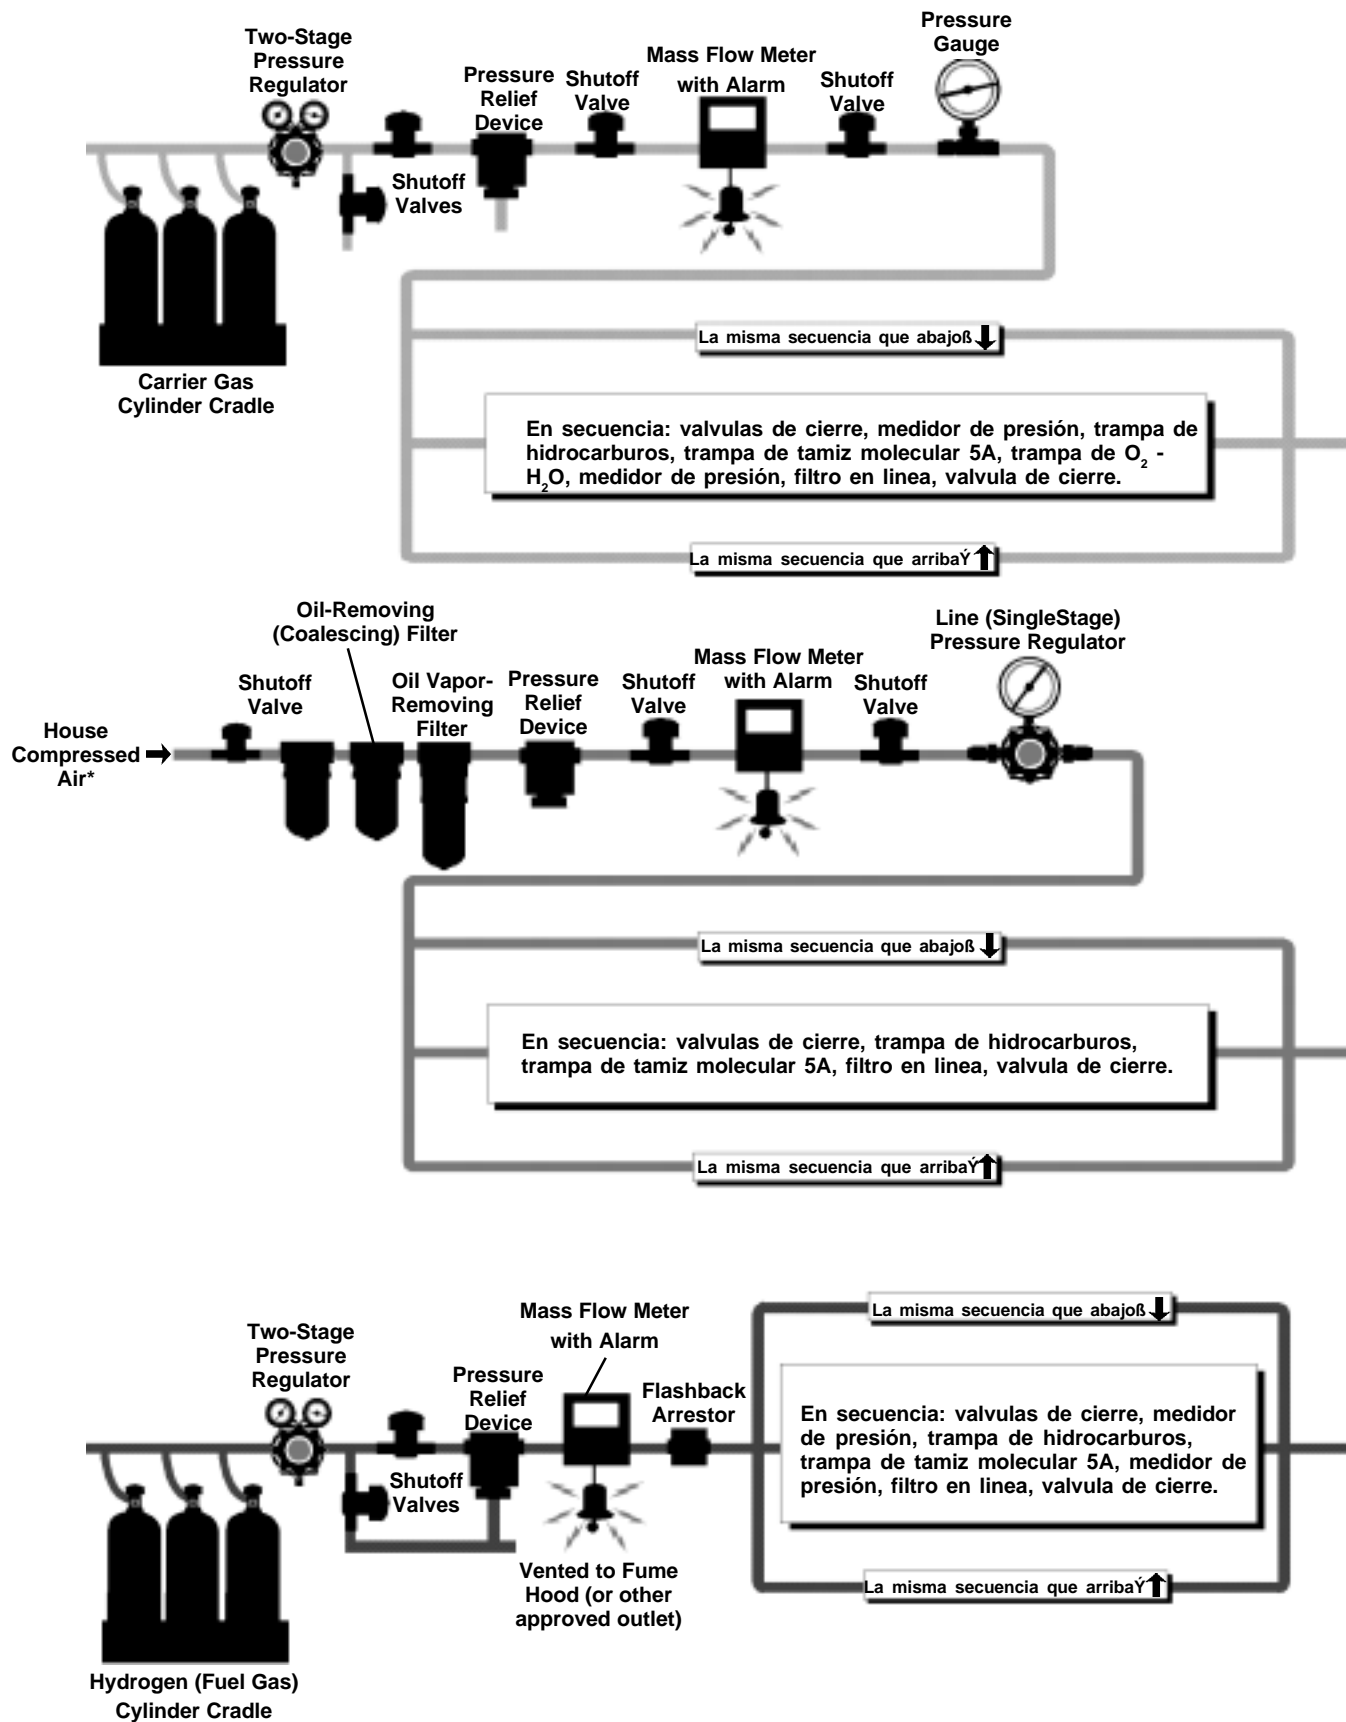 Two-Stage
Pressure
Regulator
Pressure
Relief
Device
Shutoff
Valve
Mass Flow Meter
with Alarm
Shutoff
Valve
Pressure
Gauge
Shutoff
Valves
Carrier Gas
Cylinder Cradle
La misma secuencia que abajoß
En secuencia: valvulas de cierre, medidor de presión, trampa de
hidrocarburos, trampa de tamiz molecular 5A, trampa de O₂ -
H₂O, medidor de presión, filtro en linea, valvula de cierre.
La misma secuencia que arribaÝ
Oil-Removing
(Coalescing) Filter
Line (SingleStage)
Pressure Regulator
House
Compressed
Air*
Shutoff
Valve
Oil Vapor-
Removing
Filter
Pressure
Relief
Device
Shutoff
Valve
Mass Flow Meter
with Alarm
Shutoff
Valve
La misma secuencia que abajoß
En secuencia: valvulas de cierre, trampa de hidrocarburos,
trampa de tamiz molecular 5A, filtro en linea, valvula de cierre.
La misma secuencia que arribaÝ
Two-Stage
Pressure
Regulator
Pressure
Relief
Device
Mass Flow Meter
with Alarm
Flashback
Arrestor
Shutoff
Valves
La misma secuencia que abajoß
En secuencia: valvulas de cierre, medidor
de presión, trampa de hidrocarburos,
trampa de tamiz molecular 5A, medidor de
presión, filtro en linea, valvula de cierre.
La misma secuencia que arribaÝ
Vented to Fume
Hood (or other
approved outlet)
Hydrogen (Fuel Gas)
Cylinder Cradle